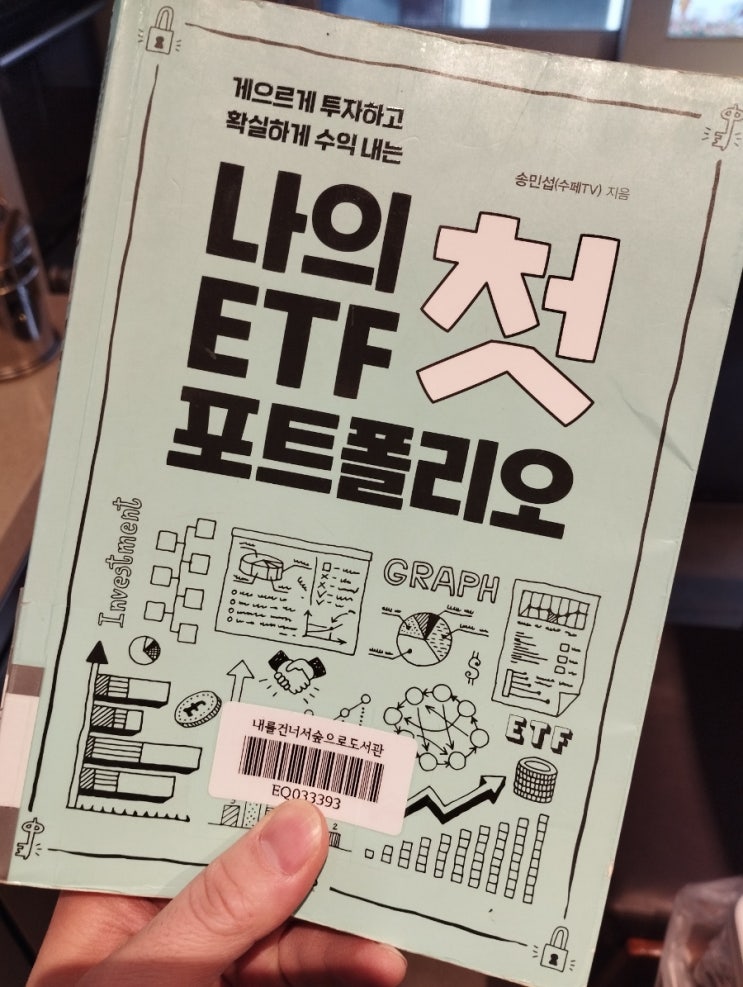 게으르게 투자하고
확실하게 수익 내는
송민섭(수페TV) 지음
나의 첫
ETF
포트폴리오
Investment
GRAPH
ETF
내를건너서숲으로도서관
EQ033393